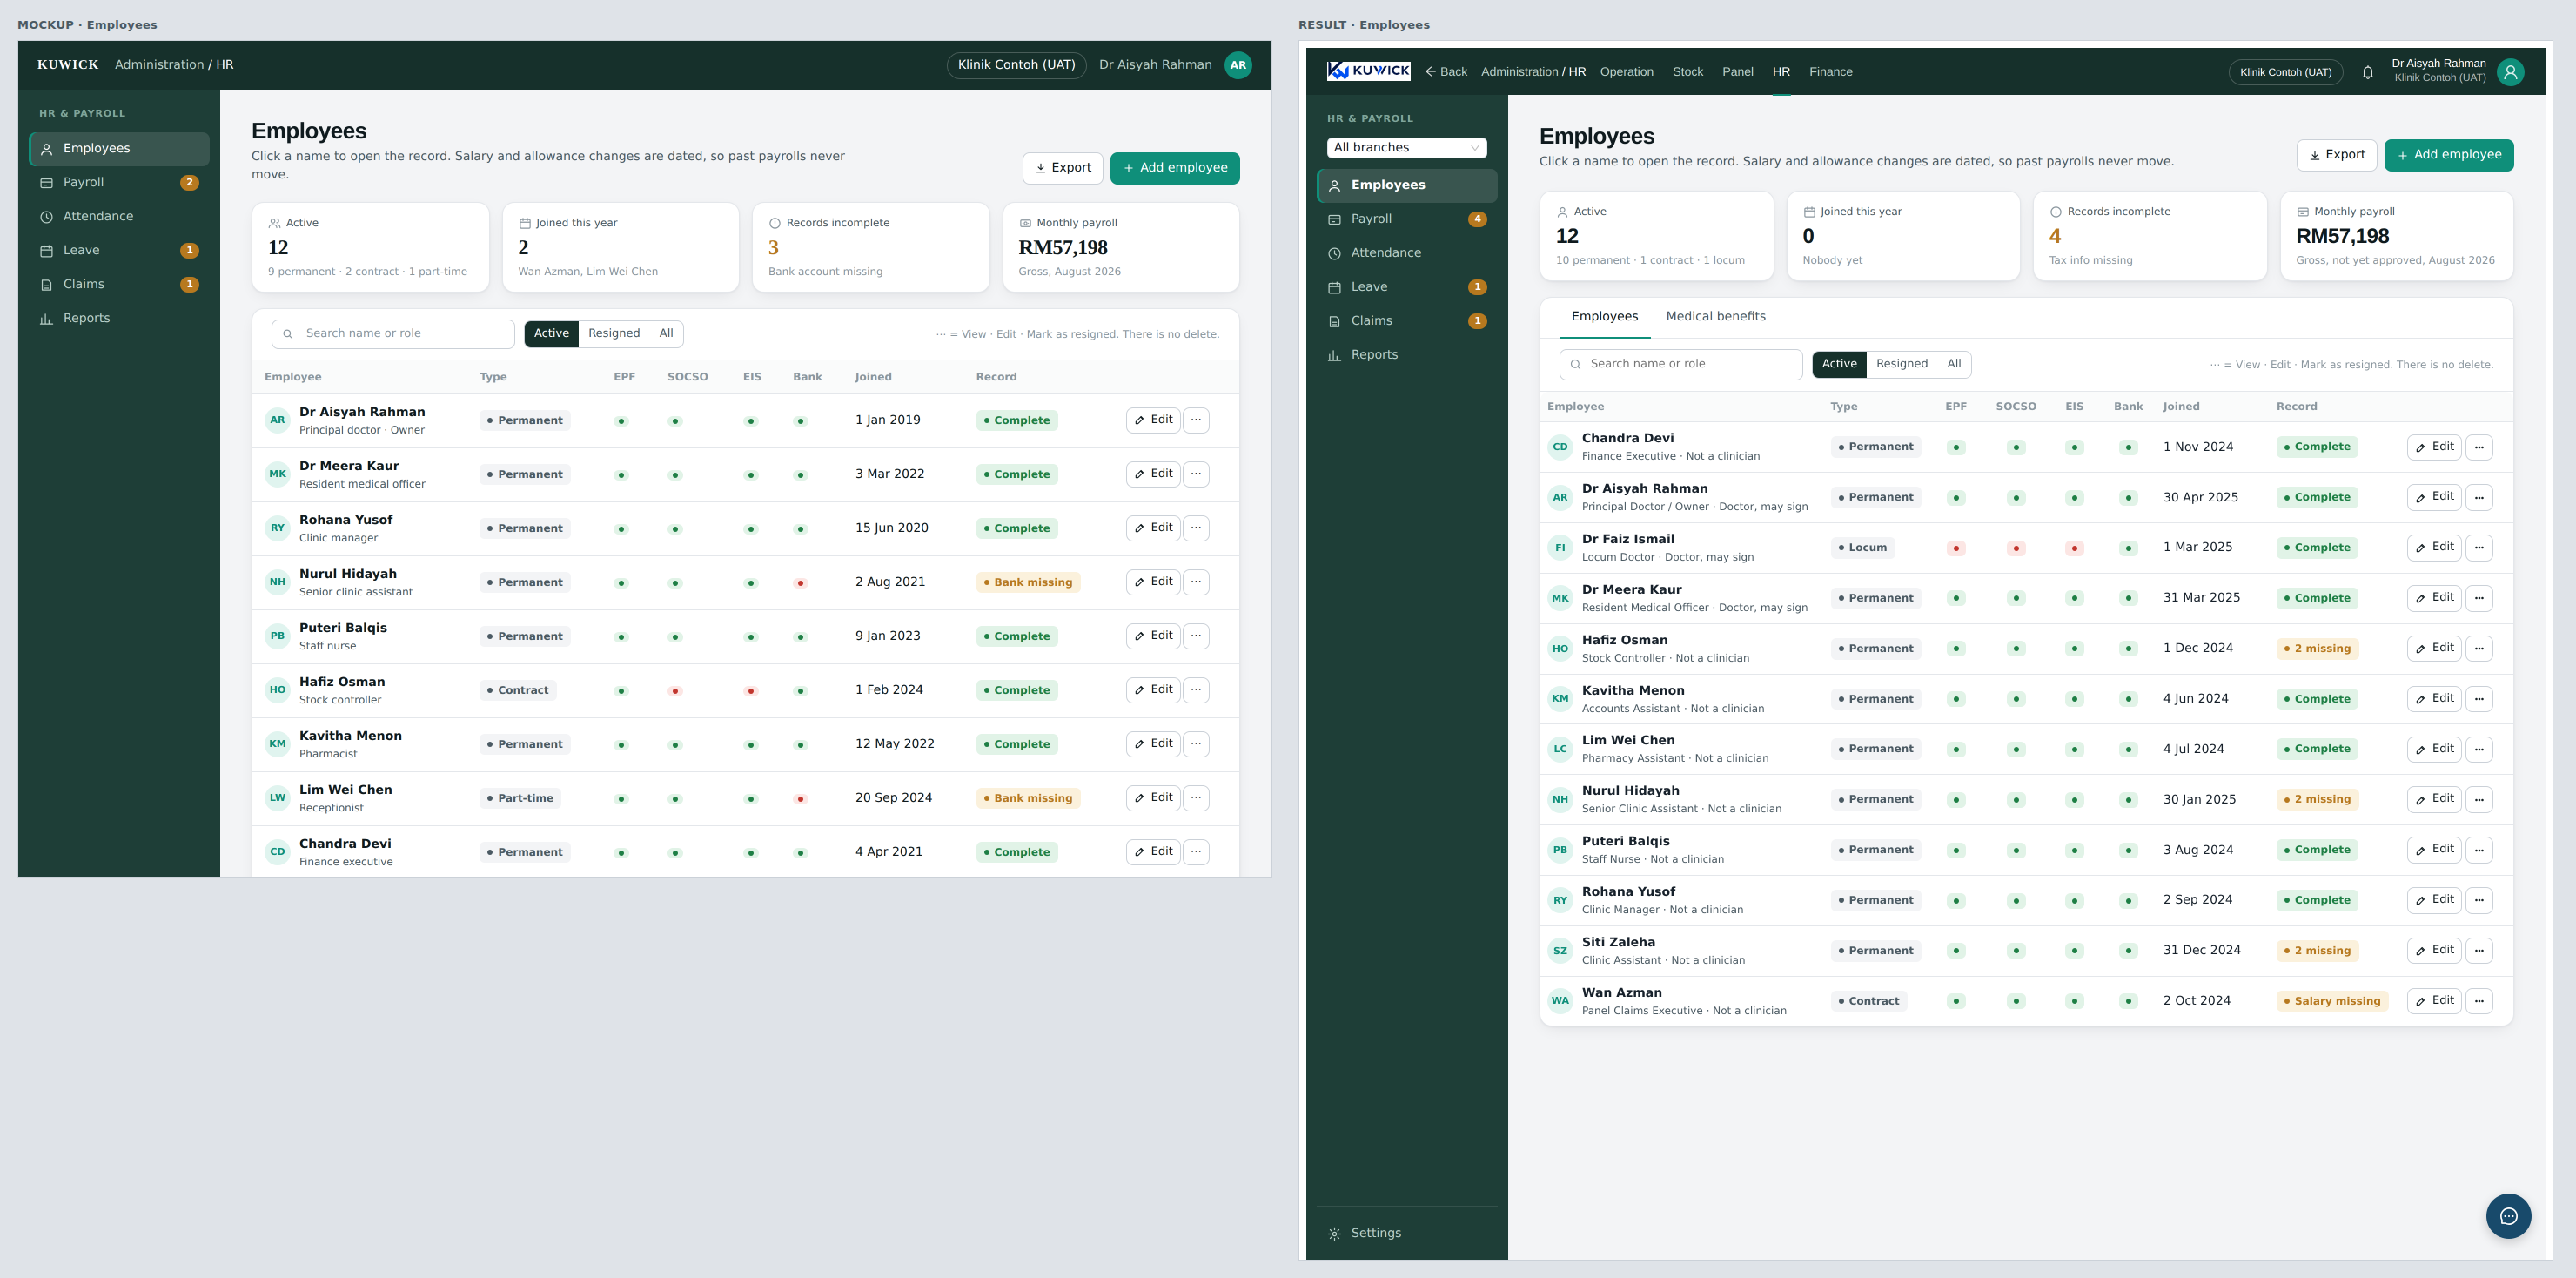 MOCKUP · Employees
KUWICK Administration / HR Klinik Contoh (UAT) Dr Aisyah Rahman AR
HR & PAYROLL
Employees
Payroll 2
Attendance
Leave 1
Claims 1
Reports
Employees
Click a name to open the record. Salary and allowance changes are dated, so past payrolls never
move.
Export + Add employee
Active
12
9 permanent · 2 contract · 1 part-time
Joined this year
2
Wan Azman, Lim Wei Chen
Records incomplete
3
Bank account missing
Monthly payroll
RM57,198
Gross, August 2026
Search name or role Active Resigned All ··· = View · Edit · Mark as resigned. There is no delete.
Employee Type EPF SOCSO EIS Bank Joined Record
AR Dr Aisyah Rahman Permanent 1 Jan 2019 Complete Edit ···
Principal doctor · Owner
MK Dr Meera Kaur Permanent 3 Mar 2022 Complete Edit ···
Resident medical officer
RY Rohana Yusof Permanent 15 Jun 2020 Complete Edit ···
Clinic manager
NH Nurul Hidayah Permanent 2 Aug 2021 Bank missing Edit ···
Senior clinic assistant
PB Puteri Balqis Permanent 9 Jan 2023 Complete Edit ···
Staff nurse
HO Hafiz Osman Contract 1 Feb 2024 Complete Edit ···
Stock controller
KM Kavitha Menon Permanent 12 May 2022 Complete Edit ···
Pharmacist
LW Lim Wei Chen Part-time 20 Sep 2024 Bank missing Edit ···
Receptionist
CD Chandra Devi Permanent 4 Apr 2021 Complete Edit ···
Finance executive
RESULT · Employees
KUWICK Back Administration / HR Operation Stock Panel HR Finance Klinik Contoh (UAT) Dr Aisyah Rahman
Klinik Contoh (UAT)
HR & PAYROLL
All branches
Employees
Payroll 4
Attendance
Leave 1
Claims 1
Reports
Settings
Employees
Click a name to open the record. Salary and allowance changes are dated, so past payrolls never move.
Export + Add employee
Active
12
10 permanent · 1 contract · 1 locum
Joined this year
0
Nobody yet
Records incomplete
4
Tax info missing
Monthly payroll
RM57,198
Gross, not yet approved, August 2026
Employees Medical benefits
Search name or role Active Resigned All ··· = View · Edit · Mark as resigned. There is no delete.
Employee Type EPF SOCSO EIS Bank Joined Record
CD Chandra Devi Permanent 1 Nov 2024 Complete Edit ···
Finance Executive · Not a clinician
AR Dr Aisyah Rahman Permanent 30 Apr 2025 Complete Edit ···
Principal Doctor / Owner · Doctor, may sign
FI Dr Faiz Ismail Locum 1 Mar 2025 Complete Edit ···
Locum Doctor · Doctor, may sign
MK Dr Meera Kaur Permanent 31 Mar 2025 Complete Edit ···
Resident Medical Officer · Doctor, may sign
HO Hafiz Osman Permanent 1 Dec 2024 2 missing Edit ···
Stock Controller · Not a clinician
KM Kavitha Menon Permanent 4 Jun 2024 Complete Edit ···
Accounts Assistant · Not a clinician
LC Lim Wei Chen Permanent 4 Jul 2024 Complete Edit ···
Pharmacy Assistant · Not a clinician
NH Nurul Hidayah Permanent 30 Jan 2025 2 missing Edit ···
Senior Clinic Assistant · Not a clinician
PB Puteri Balqis Permanent 3 Aug 2024 Complete Edit ···
Staff Nurse · Not a clinician
RY Rohana Yusof Permanent 2 Sep 2024 Complete Edit ···
Clinic Manager · Not a clinician
SZ Siti Zaleha Permanent 31 Dec 2024 2 missing Edit ···
Clinic Assistant · Not a clinician
WA Wan Azman Contract 2 Oct 2024 Salary missing Edit ···
Panel Claims Executive · Not a clinician